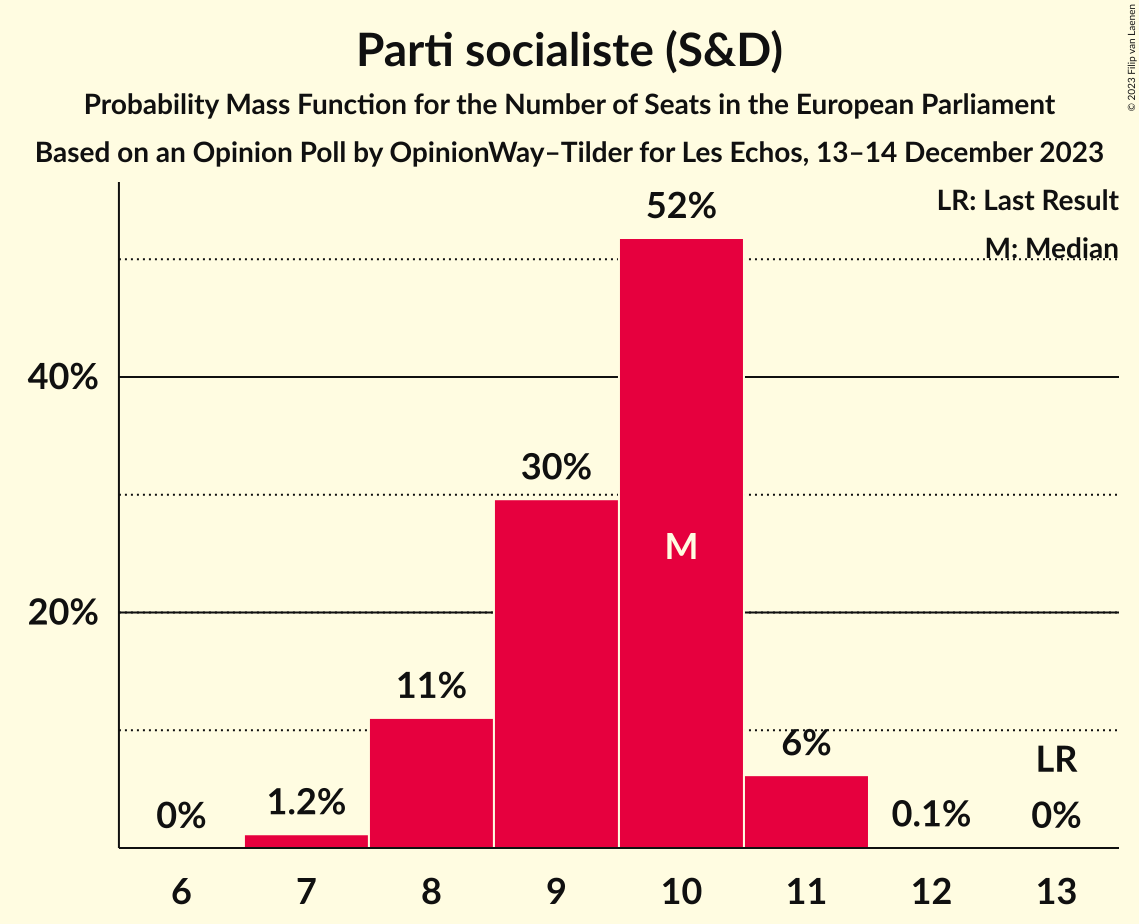 Parti socialiste (S&D)
Probability Mass Function for the Number of Seats in the European Parliament
Based on an Opinion Poll by OpinionWay–Tilder for Les Echos, 13–14 December 2023
© 2023 Filip van Laenen
LR: Last Result
M: Median
52%
40%
30%
M
20%
11%
6%
LR
0%
1.2%
0.1%
0%
6 7 8 9 10 11 12 13